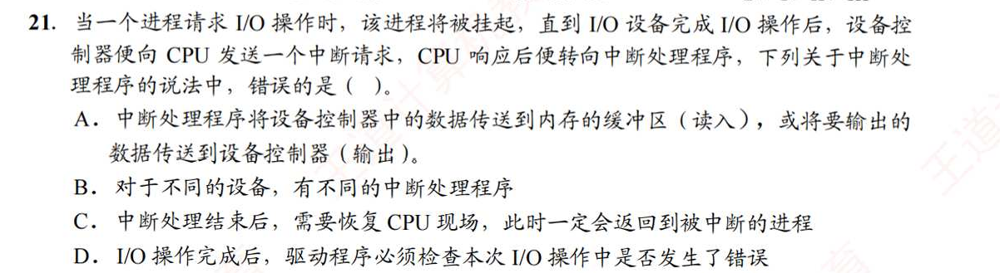 21. 当一个进程请求 I/O 操作时，该进程将被挂起，直到 I/O 设备完成 I/O 操作后，设备控
制器便向 CPU 发送一个中断请求，CPU 响应后便转向中断处理程序，下列关于中断处
理程序的说法中，错误的是（ ）。
A．中断处理程序将设备控制器中的数据传送到内存的缓冲区（读入），或将要输出的
数据传送到设备控制器（输出）。
B．对于不同的设备，有不同的中断处理程序
C．中断处理结束后，需要恢复 CPU 现场，此时一定会返回到被中断的进程
D．I/O 操作完成后，驱动程序必须检查本次 I/O 操作中是否发生了错误